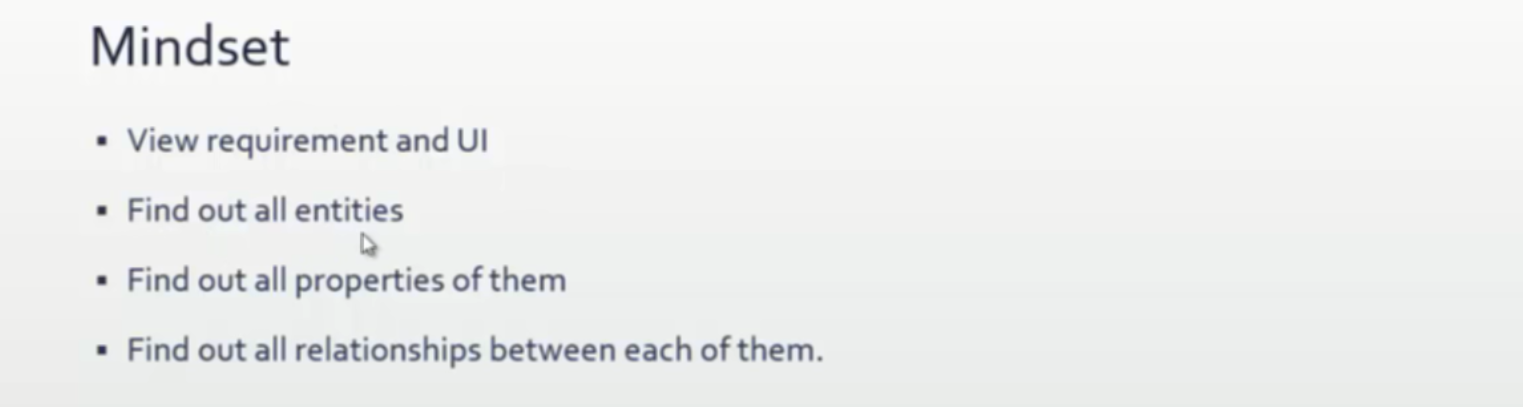 Mindset
▪ View requirement and UI
▪ Find out all entities
▪ Find out all properties of them
▪ Find out all relationships between each of them.